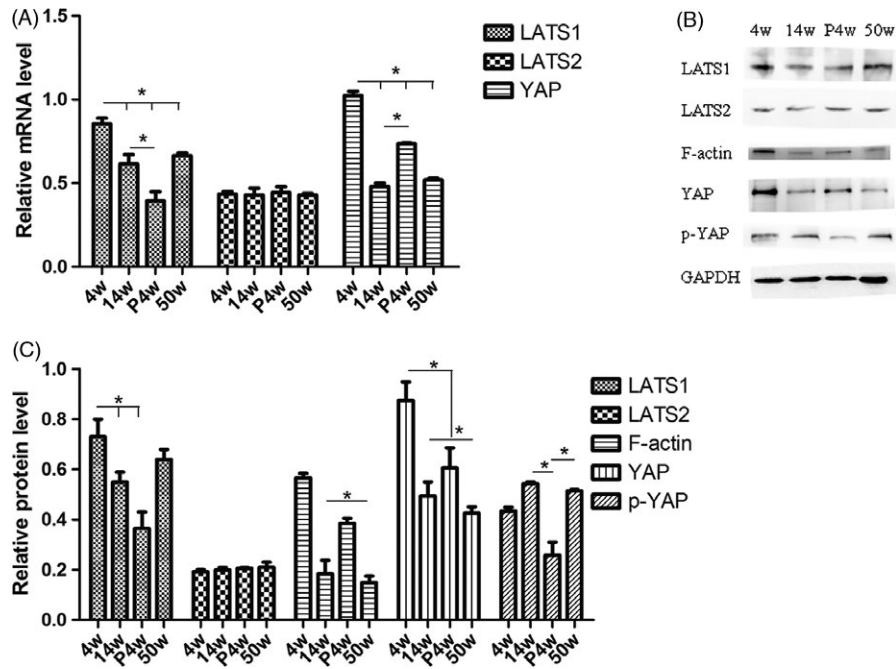 (A)
Relative mRNA level
1.5
1.0
0.5
0.0
* 
*
*
*
4w 14w P4w 50w
4w 14w P4w 50w
4w 14w P4w 50w
LATS1
LATS2
YAP
(B)
4w 14w P4w 50w
LATS1
LATS2
F-actin
YAP
p-YAP
GAPDH
(C)
Relative protein level
1.0
0.8
0.6
0.4
0.2
0.0
*
*
*
*
*
*
4w 14w P4w 50w
4w 14w P4w 50w
4w 14w P4w 50w
4w 14w P4w 50w
4w 14w P4w 50w
LATS1
LATS2
F-actin
YAP
p-YAP